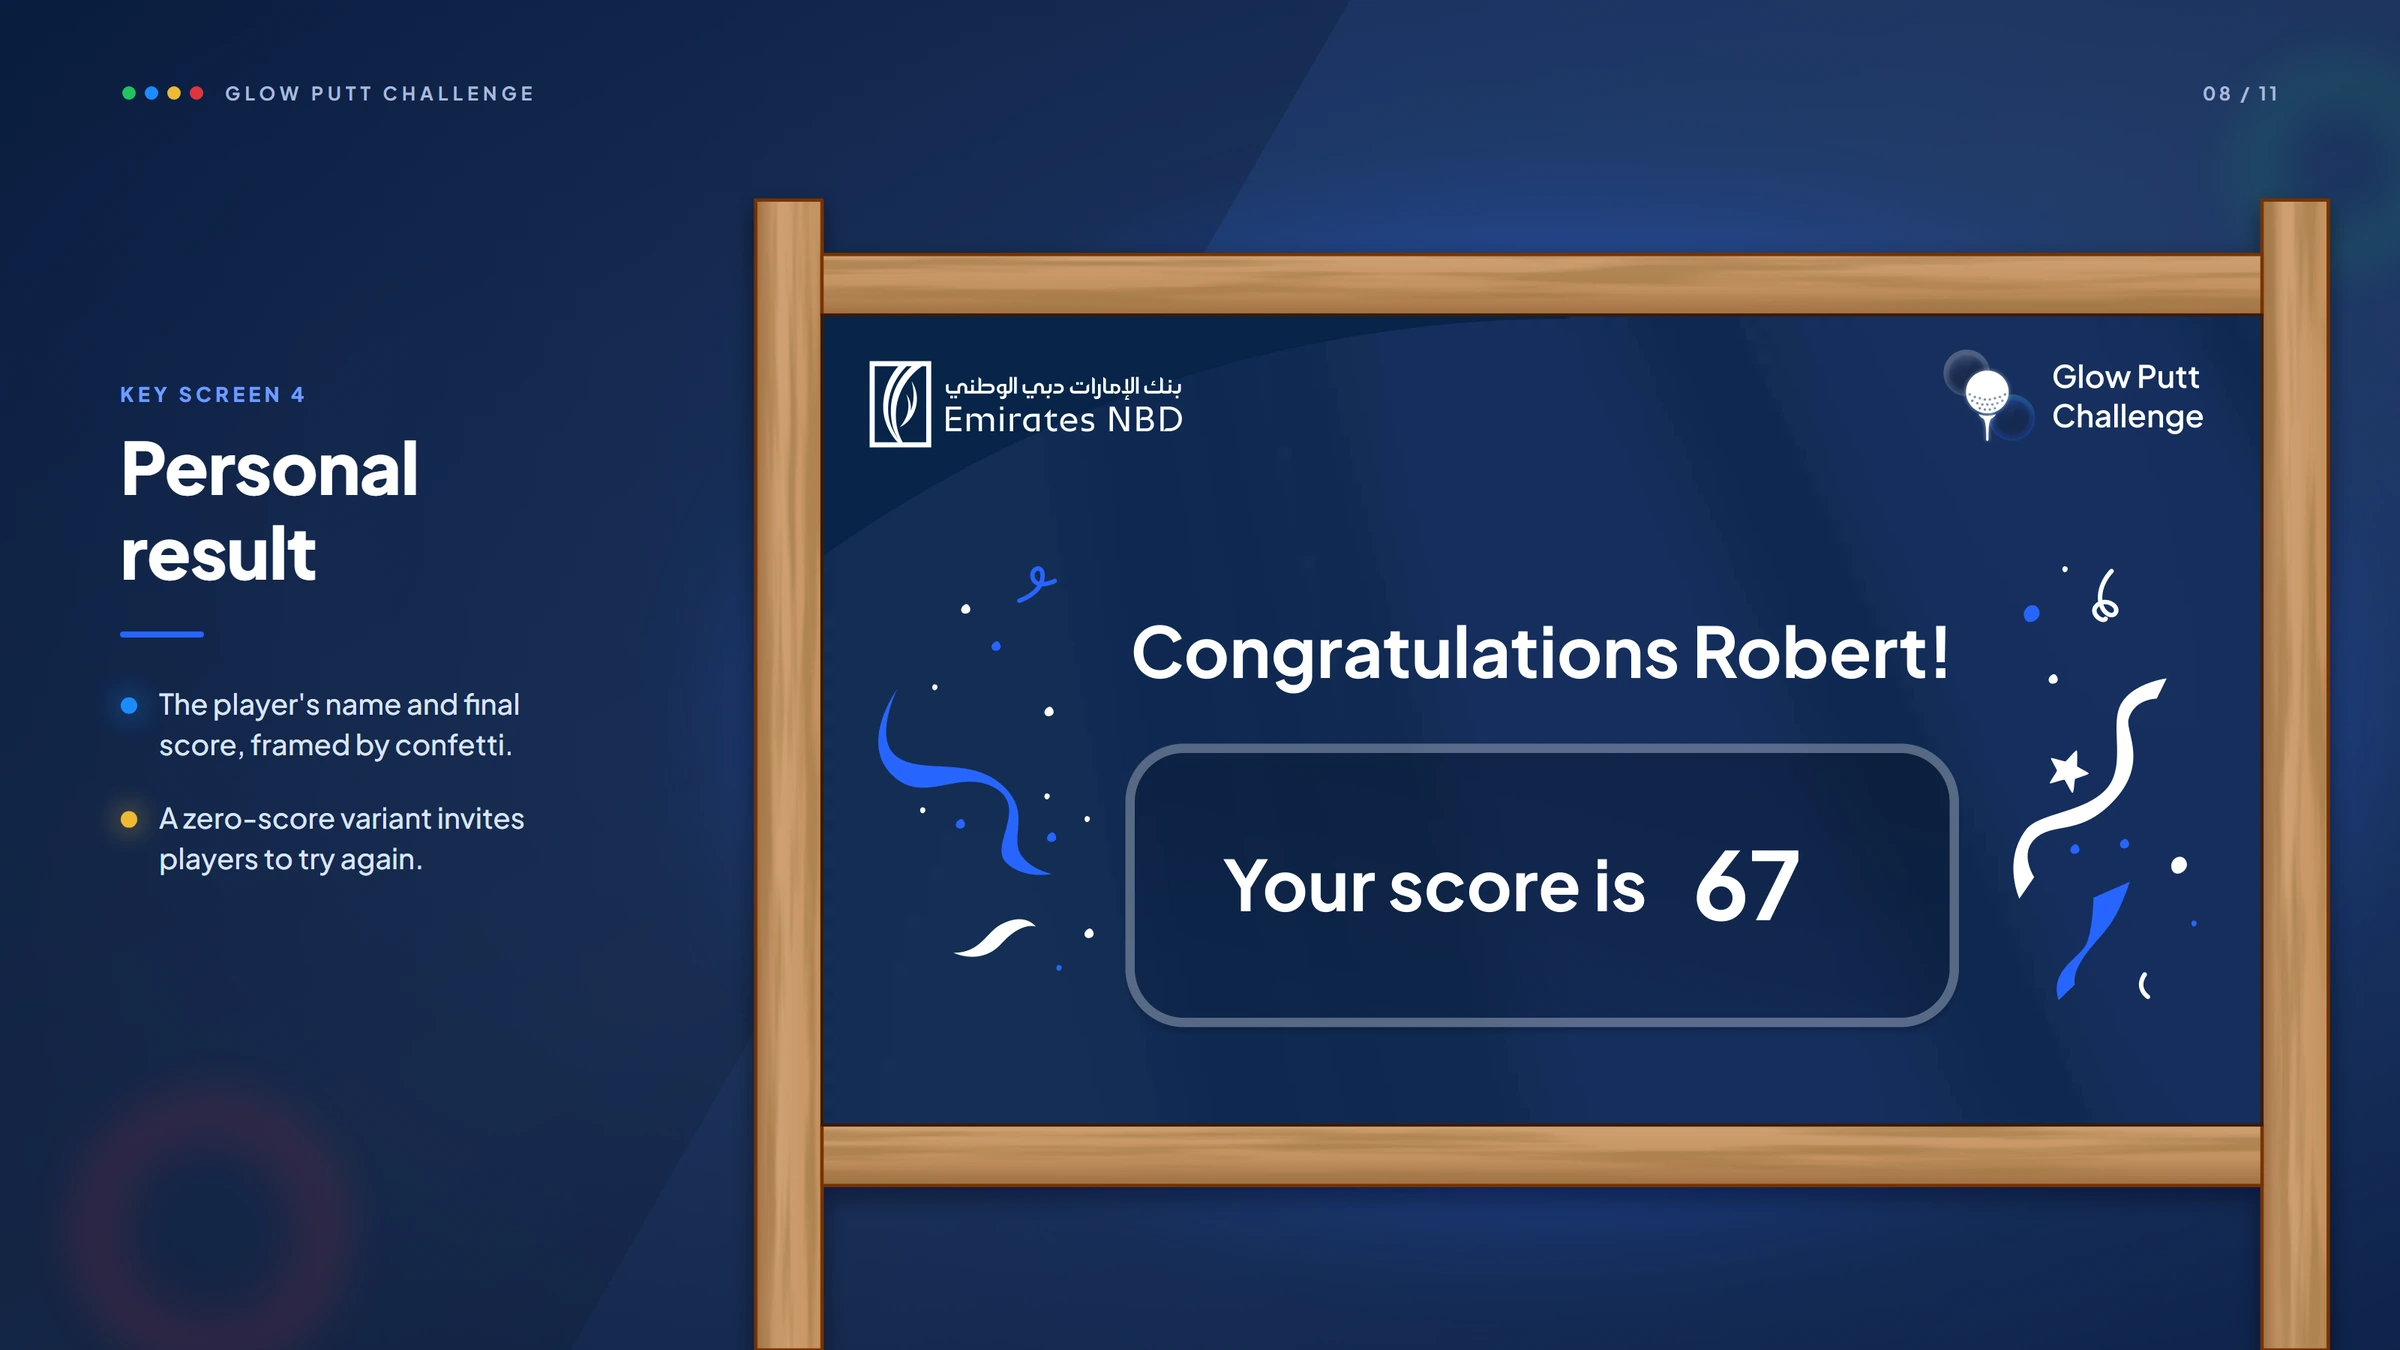 GLOW PUTT CHALLENGE
08 / 11
KEY SCREEN 4
Personal
result
The player's name and final
score, framed by confetti.
A zero-score variant invites
players to try again.
بنك الإمارات دبي الوطني
Emirates NBD
Glow Putt
Challenge
Congratulations Robert!
Your score is 67